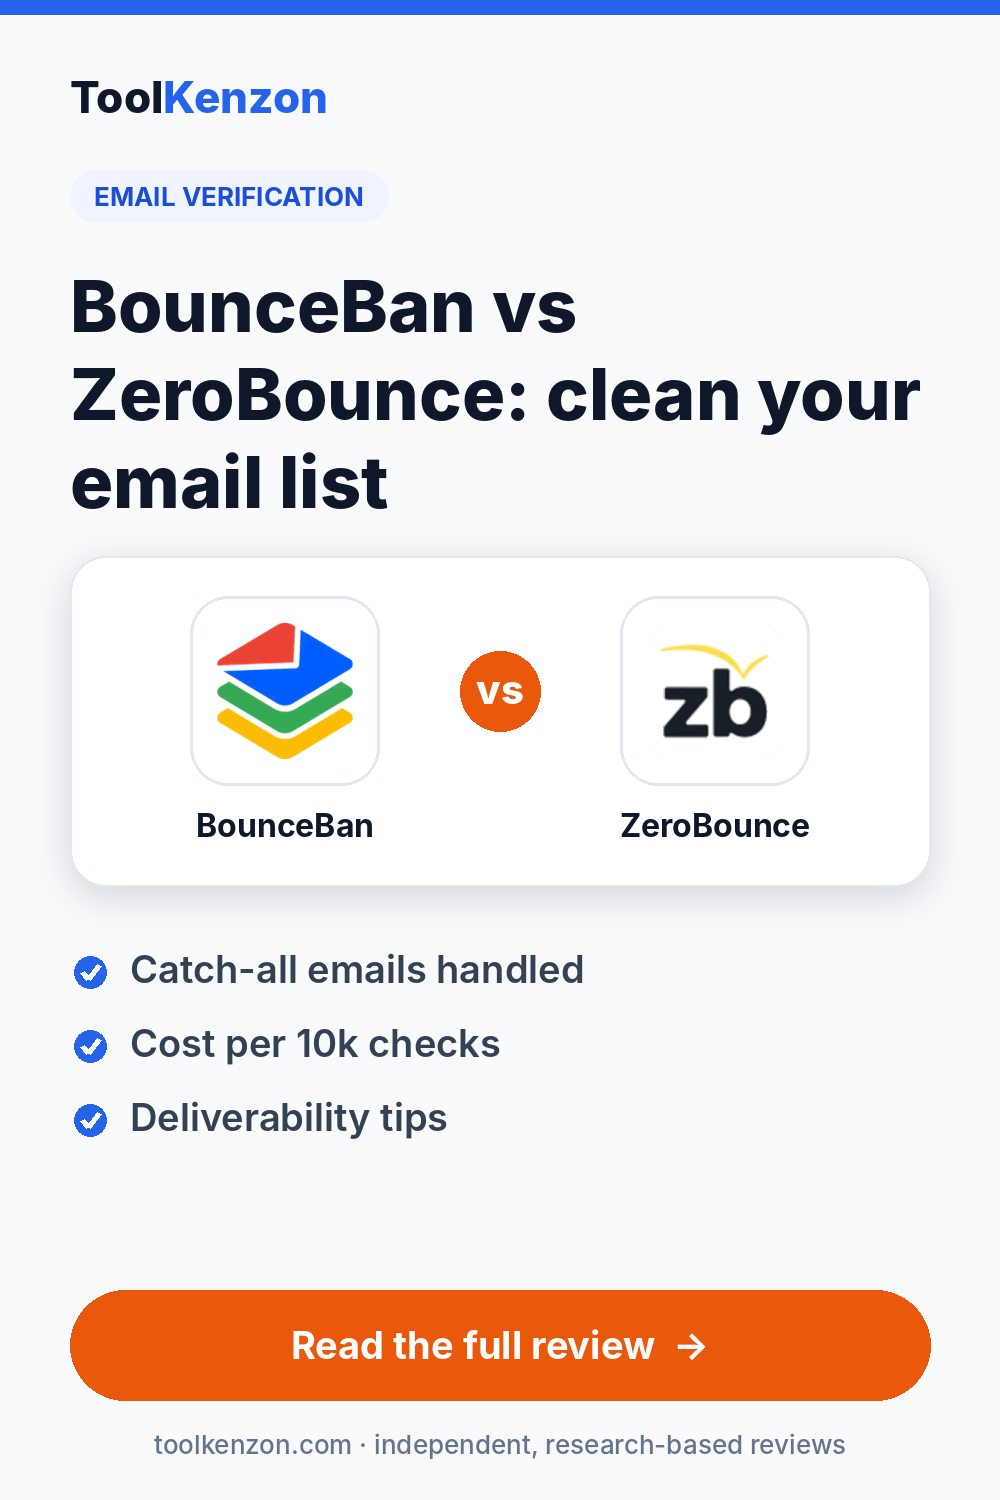 ToolKenzon
EMAIL VERIFICATION
BounceBan vs
ZeroBounce: clean your
email list
vs
zb
BounceBan
ZeroBounce
Catch-all emails handled
Cost per 10k checks
Deliverability tips
Read the full review →
toolkenzon.com · independent, research-based reviews